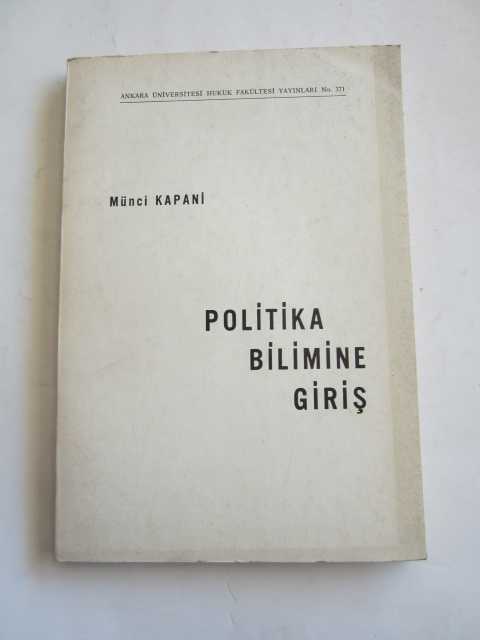 ANKARA ÜNİVERSİTESİ HUKUK FAKÜLTESİ YAYINLARI No. 371
Münci KAPANİ
POLİTİKA
BİLİMİNE
GİRİŞ